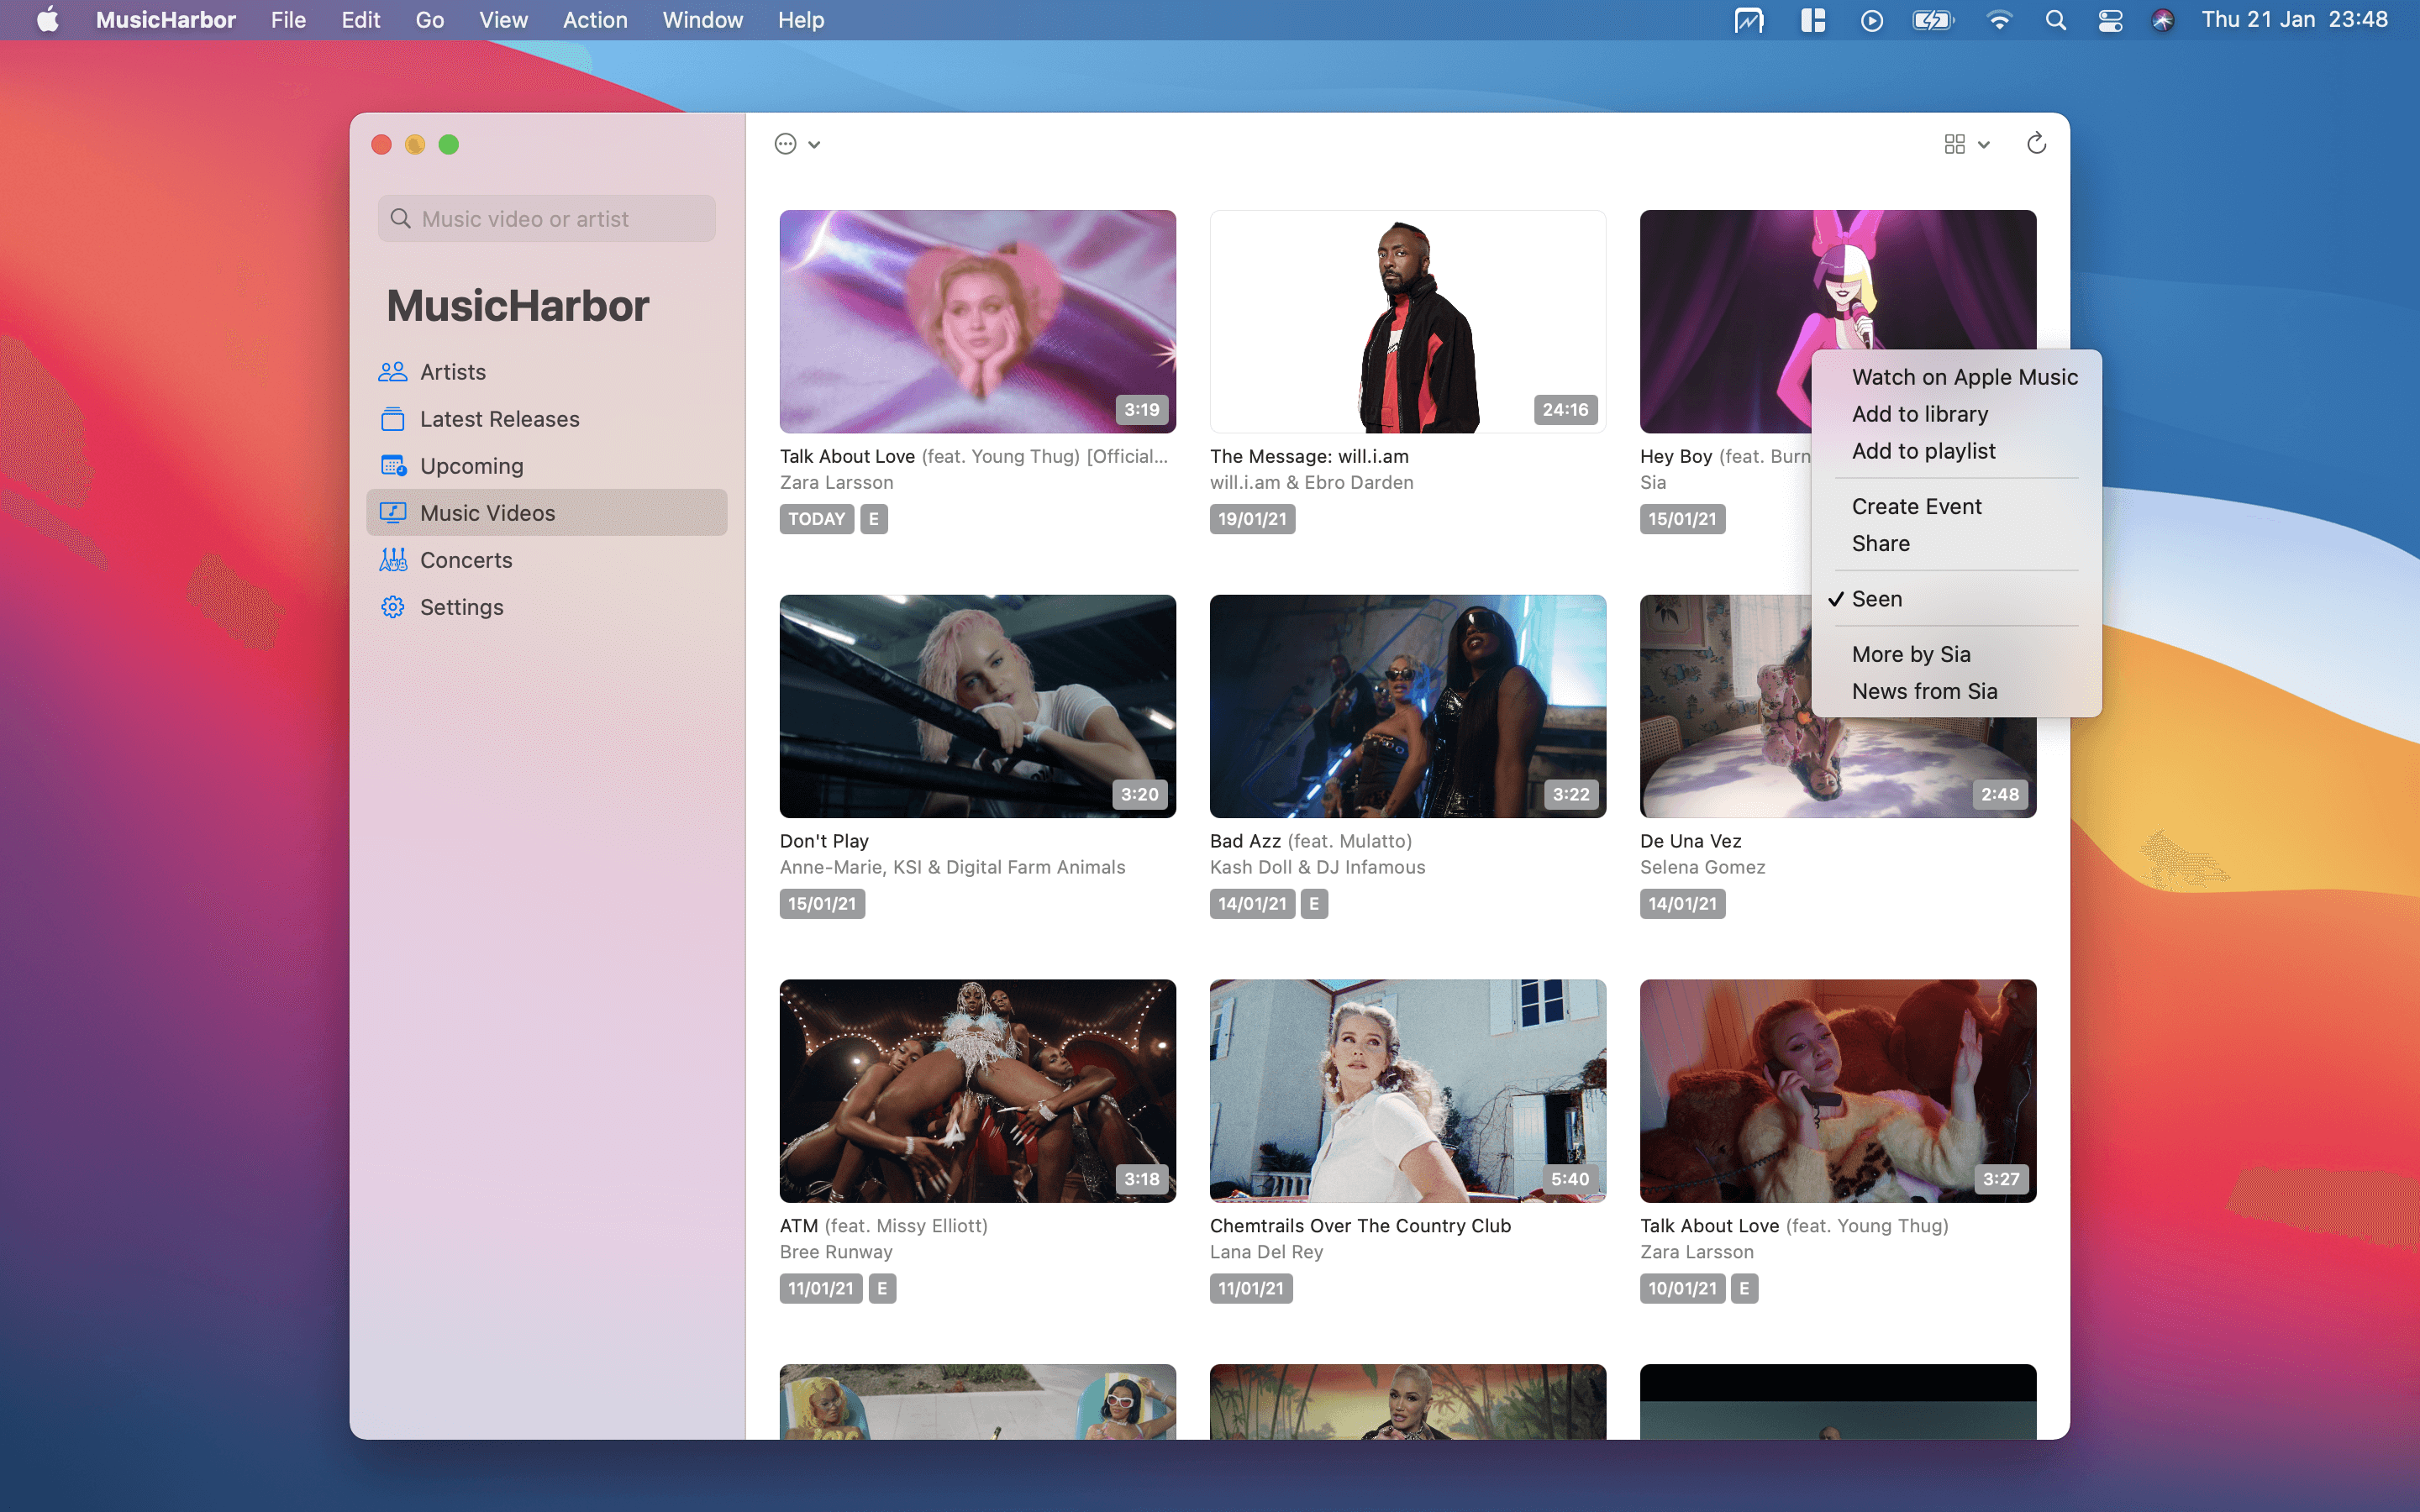 MusicHarbor File Edit Go View Action Window Help Thu 21 Jan 23:48
Music video or artist
MusicHarbor
Artists
Latest Releases
Upcoming
Music Videos
Concerts
Settings
3:19
Talk About Love (feat. Young Thug) [Official...
Zara Larsson
TODAY E
24:16
The Message: will.i.am
will.i.am & Ebro Darden
19/01/21
Hey Boy (feat. Burn
Sia
15/01/21
Watch on Apple Music
Add to library
Add to playlist
Create Event
Share
✓ Seen
More by Sia
News from Sia
3:20
Don't Play
Anne-Marie, KSI & Digital Farm Animals
15/01/21
3:22
Bad Azz (feat. Mulatto)
Kash Doll & DJ Infamous
14/01/21 E
2:48
De Una Vez
Selena Gomez
14/01/21
3:18
ATM (feat. Missy Elliott)
Bree Runway
11/01/21 E
5:40
Chemtrails Over The Country Club
Lana Del Rey
11/01/21
3:27
Talk About Love (feat. Young Thug)
Zara Larsson
10/01/21 E